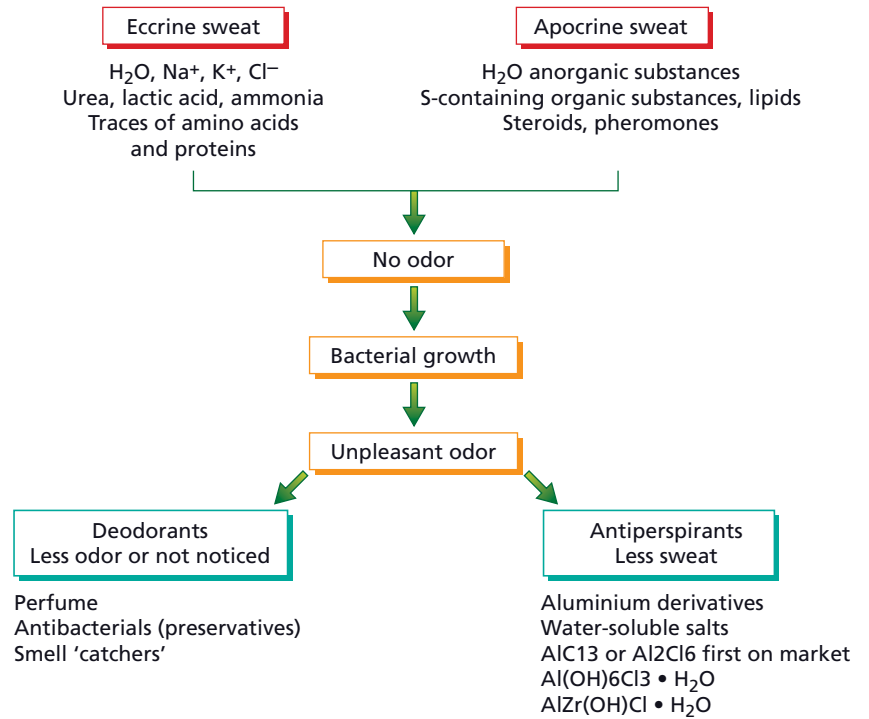 Eccrine sweat
H₂O, Na⁺, K⁺, Cl⁻
Urea, lactic acid, ammonia
Traces of amino acids
and proteins
Apocrine sweat
H₂O anorganic substances
S-containing organic substances, lipids
Steroids, pheromones
No odor
Bacterial growth
Unpleasant odor
Deodorants
Less odor or not noticed
Perfume
Antibacterials (preservatives)
Smell ‘catchers’
Antiperspirants
Less sweat
Aluminium derivatives
Water-soluble salts
AlC13 or Al2Cl6 first on market
Al(OH)6Cl3 • H₂O
AlZr(OH)Cl • H₂O